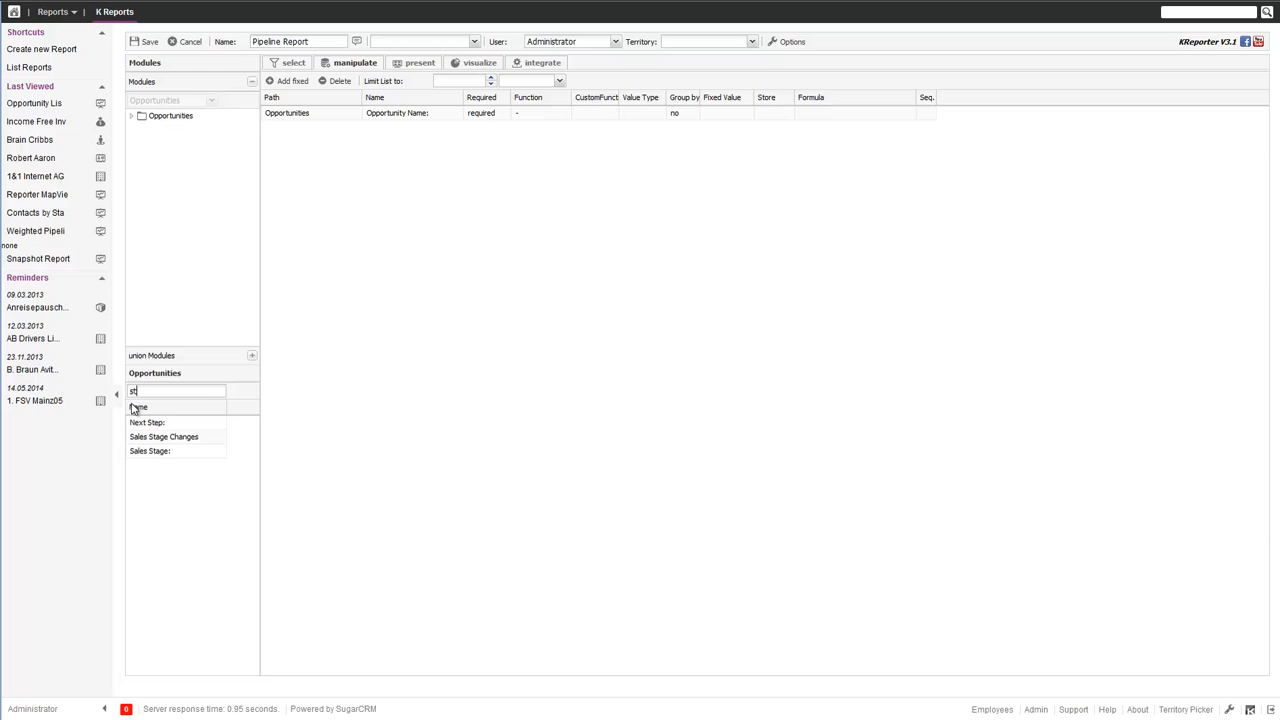 Reports K Reports
Shortcuts
Create new Report
List Reports
Last Viewed
Opportunity Lis
Income Free Inv
Brain Cribbs
Robert Aaron
1&1 Internet AG
Reporter MapVie
Contacts by Sta
Weighted Pipeli
none
Snapshot Report
Reminders
09.03.2013
Anreisepausch...
12.03.2013
AB Drivers Li...
23.11.2013
B. Braun Avit...
14.05.2014
1. FSV Mainz05
Save Cancel Name: Pipeline Report User: Administrator Territory: Options KReporter V3.1
Modules
Modules
Opportunities
Opportunities
union Modules
Opportunities
st
Next Step:
Sales Stage Changes
Sales Stage:
select manipulate present visualize integrate
Add fixed Delete Limit List to:
Path Name Required Function CustomFunct Value Type Group by Fixed Value Store Formula Seq.
Opportunities Opportunity Name: required - no
Administrator 0 Server response time: 0.95 seconds. Powered by SugarCRM Employees Admin Support Help About Territory Picker